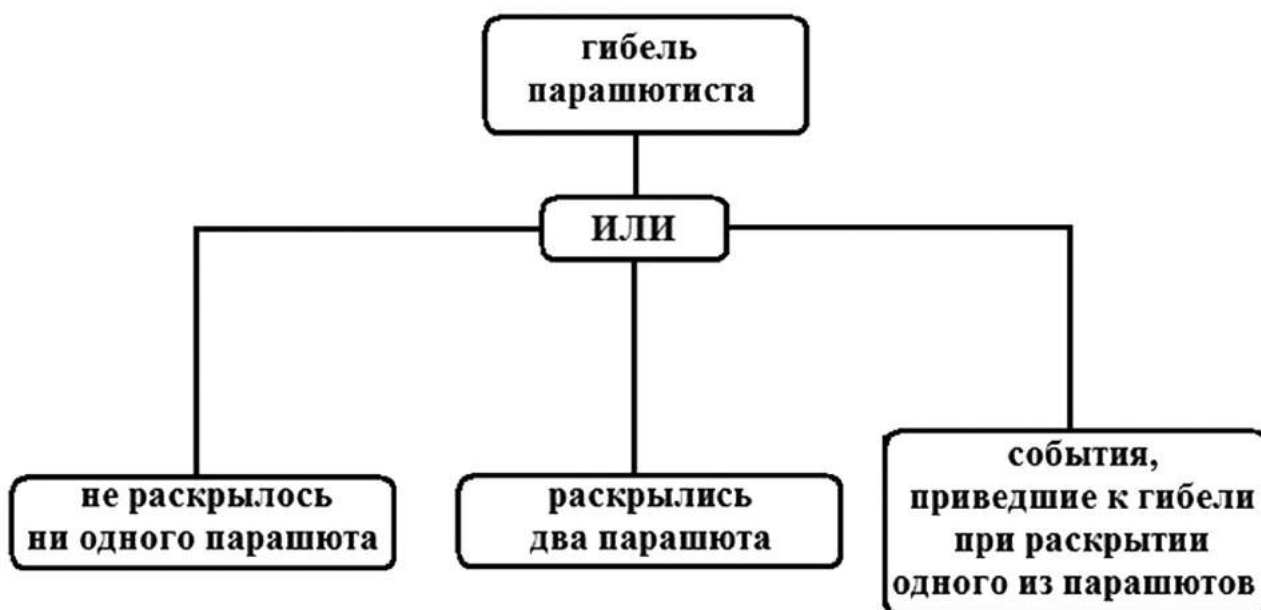 гибель
парашютиста
ИЛИ
не раскрылось
ни одного парашюта
раскрылись
два парашюта
события,
приведшие к гибели
при раскрытии
одного из парашютов